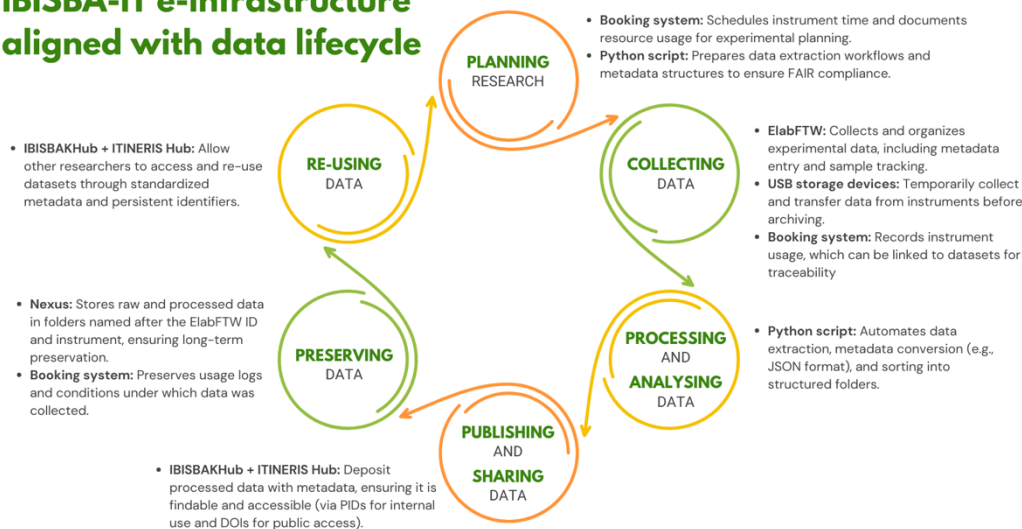 IBISBA-IT e-infrastructure
aligned with data lifecycle
PLANNING
RESEARCH
• Booking system: Schedules instrument time and documents
resource usage for experimental planning.
• Python script: Prepares data extraction workflows and
metadata structures to ensure FAIR compliance.
COLLECTING
DATA
• ElabFTW: Collects and organizes
experimental data, including metadata
entry and sample tracking.
• USB storage devices: Temporarily collect
and transfer data from instruments before
archiving.
• Booking system: Records instrument
usage, which can be linked to datasets for
traceability
PROCESSING
AND
ANALYSING
DATA
• Python script: Automates data
extraction, metadata conversion (e.g.,
JSON format), and sorting into
structured folders.
PUBLISHING
AND
SHARING
DATA
• IBISBAKHub + ITINERIS Hub: Deposit
processed data with metadata, ensuring it is
findable and accessible (via PIDs for internal
use and DOIs for public access).
PRESERVING
DATA
• Nexus: Stores raw and processed data
in folders named after the ElabFTW ID
and instrument, ensuring long-term
preservation.
• Booking system: Preserves usage logs
and conditions under which data was
collected.
RE-USING
DATA
• IBISBAKHub + ITINERIS Hub: Allow
other researchers to access and re-use
datasets through standardized
metadata and persistent identifiers.